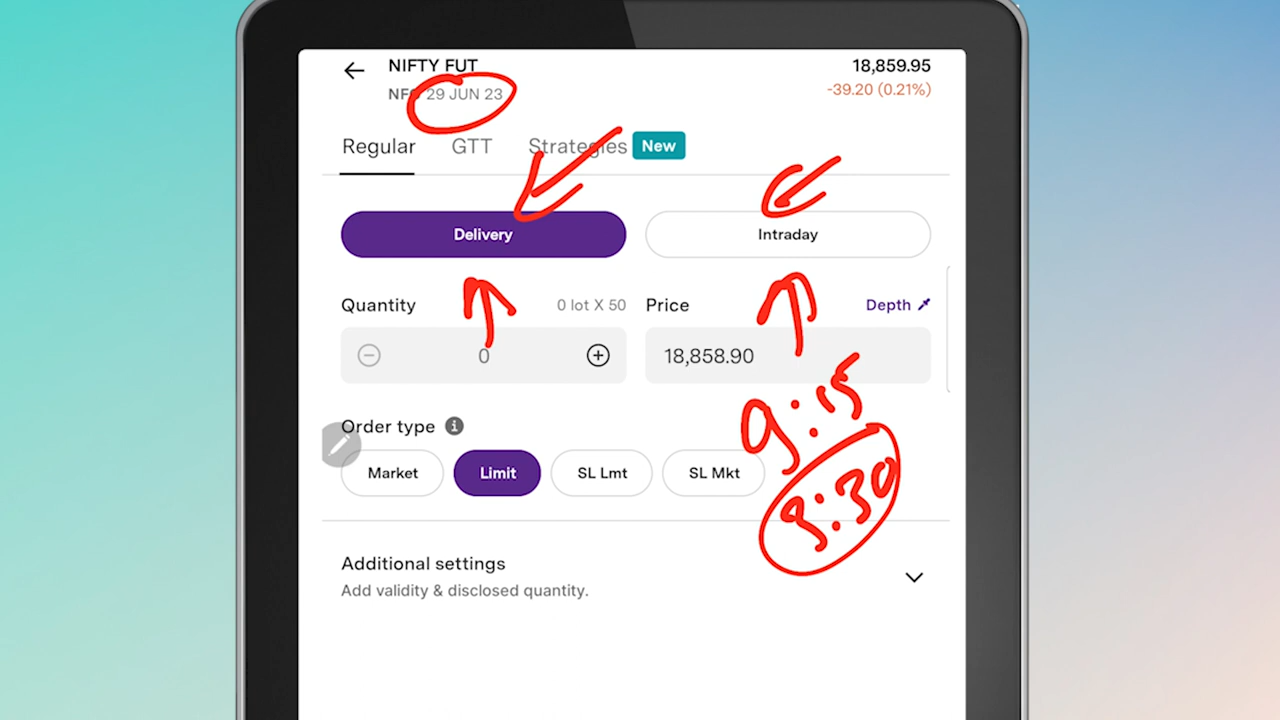 NIFTY FUT 18,859.95
NFO 29 JUN 23 -39.20 (0.21%)
Regular GTT Strategies New
Delivery Intraday
Quantity 0 lot X 50 Price Depth
0 18,858.90
9:15
Order type
Market Limit SL Lmt SL Mkt
9:30
Additional settings
Add validity & disclosed quantity.